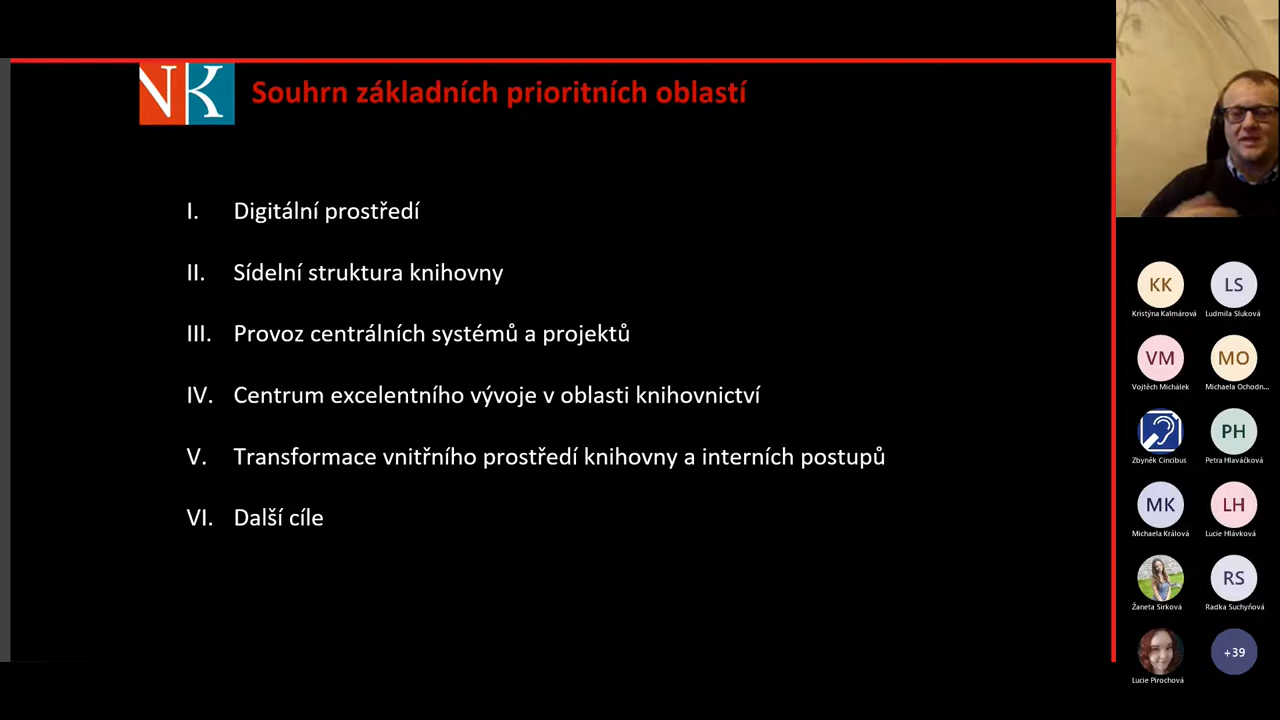 NK
Souhrn základních prioritních oblastí
I. Digitální prostředí
II. Sídelní struktura knihovny
III. Provoz centrálních systémů a projektů
IV. Centrum excelentního vývoje v oblasti knihovnictví
V. Transformace vnitřního prostředí knihovny a interních postupů
VI. Další cíle
KK
LS
Kristýna Kalmárová
Ludmila Sluková
VM
MO
Vojtěch Michálek
Michaela Ochodn...
PH
Zbyněk Cincibus
Petra Hlaváčková
MK
LH
Michaela Králová
Lucie Hlávková
RS
Žaneta Sirková
Radka Suchyňová
+39
Lucie Pirochová